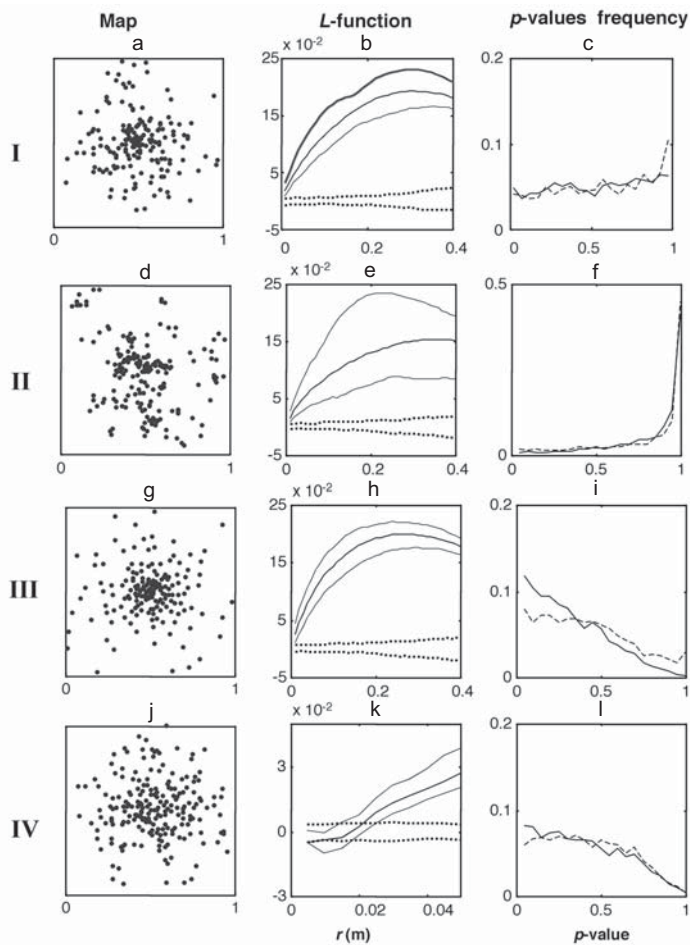 Map L-function p-values frequency
a b c
x 10⁻² 0.2
25
I 15 0.1
5
-5 0
0 1 0 0.2 0.4 0 0.5 1
d e f
x 10⁻² 0.5
25
II 15
5
-5 0
0 1 0 0.2 0.4 0 0.5 1
g h i
x 10⁻² 0.2
25
III 15 0.1
5
-5 0
0 1 0 0.2 0.4 0 0.5 1
j k l
x 10⁻² 0.2
3
IV 0 0.1
-3 0
0 1 0 0.02 0.04 0 0.5 1
r (m) p-value